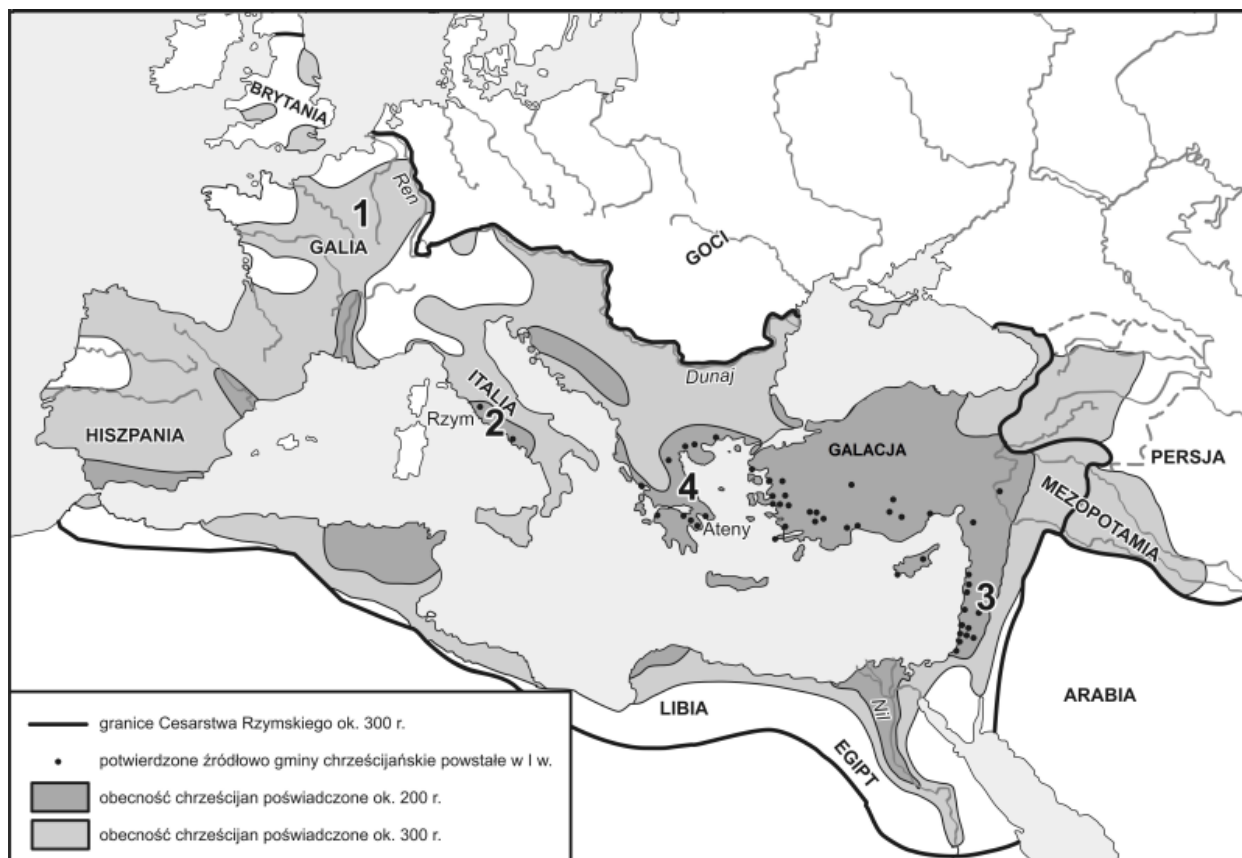 BRYTANIA
Ren
1
GALIA
GOCI
Dunaj
ITALIA
Rzym
2
HISZPANIA
GALACJA
PERSJA
MEZOPOTAMIA
4
Ateny
3
LIBIA
Nil
EGIPT
ARABIA
granice Cesarstwa Rzymskiego ok. 300 r.
potwierdzone źródłowo gminy chrześcijańskie powstałe w I w.
obecność chrześcijan poświadczone ok. 200 r.
obecność chrześcijan poświadczone ok. 300 r.